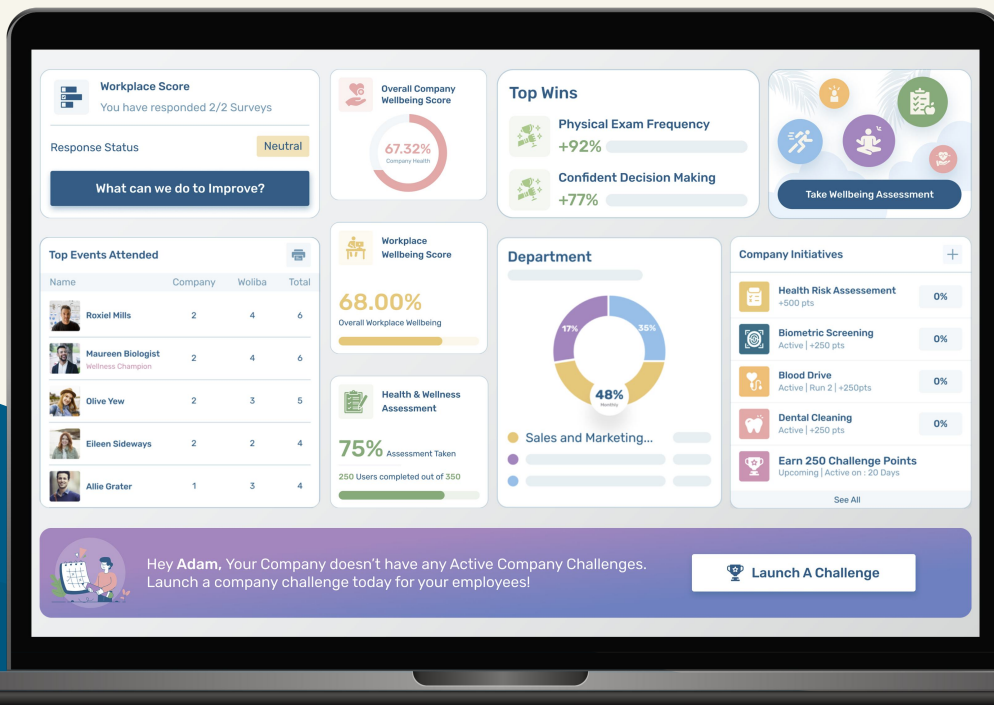 Workplace Score
You have responded 2/2 Surveys
Response Status
Neutral
What can we do to Improve?
Overall Company
Wellbeing Score
67.32%
Company Health
Top Wins
Physical Exam Frequency
+92%
Confident Decision Making
+77%
Take Wellbeing Assessment
Top Events Attended
Name Company Woliba Total
Roxiel Mills 2 4 6
Maureen Biologist 2 4 6
Wellness Champion
Olive Yew 2 3 5
Eileen Sideways 2 2 4
Allie Grater 1 3 4
Workplace
Wellbeing Score
68.00%
Overall Workplace Wellbeing
Health & Wellness
Assessment
75% Assessment Taken
250 Users completed out of 350
Department
17%
35%
48%
Monthly
Sales and Marketing...
Company Initiatives
Health Risk Assessement
+500 pts
0%
Biometric Screening
Active | +250 pts
0%
Blood Drive
Active | Run 2 | +250pts
0%
Dental Cleaning
Active | +250 pts
0%
Earn 250 Challenge Points
Upcoming | Active on : 20 Days
See All
Hey Adam, Your Company doesn't have any Active Company Challenges.
Launch a company challenge today for your employees!
Launch A Challenge